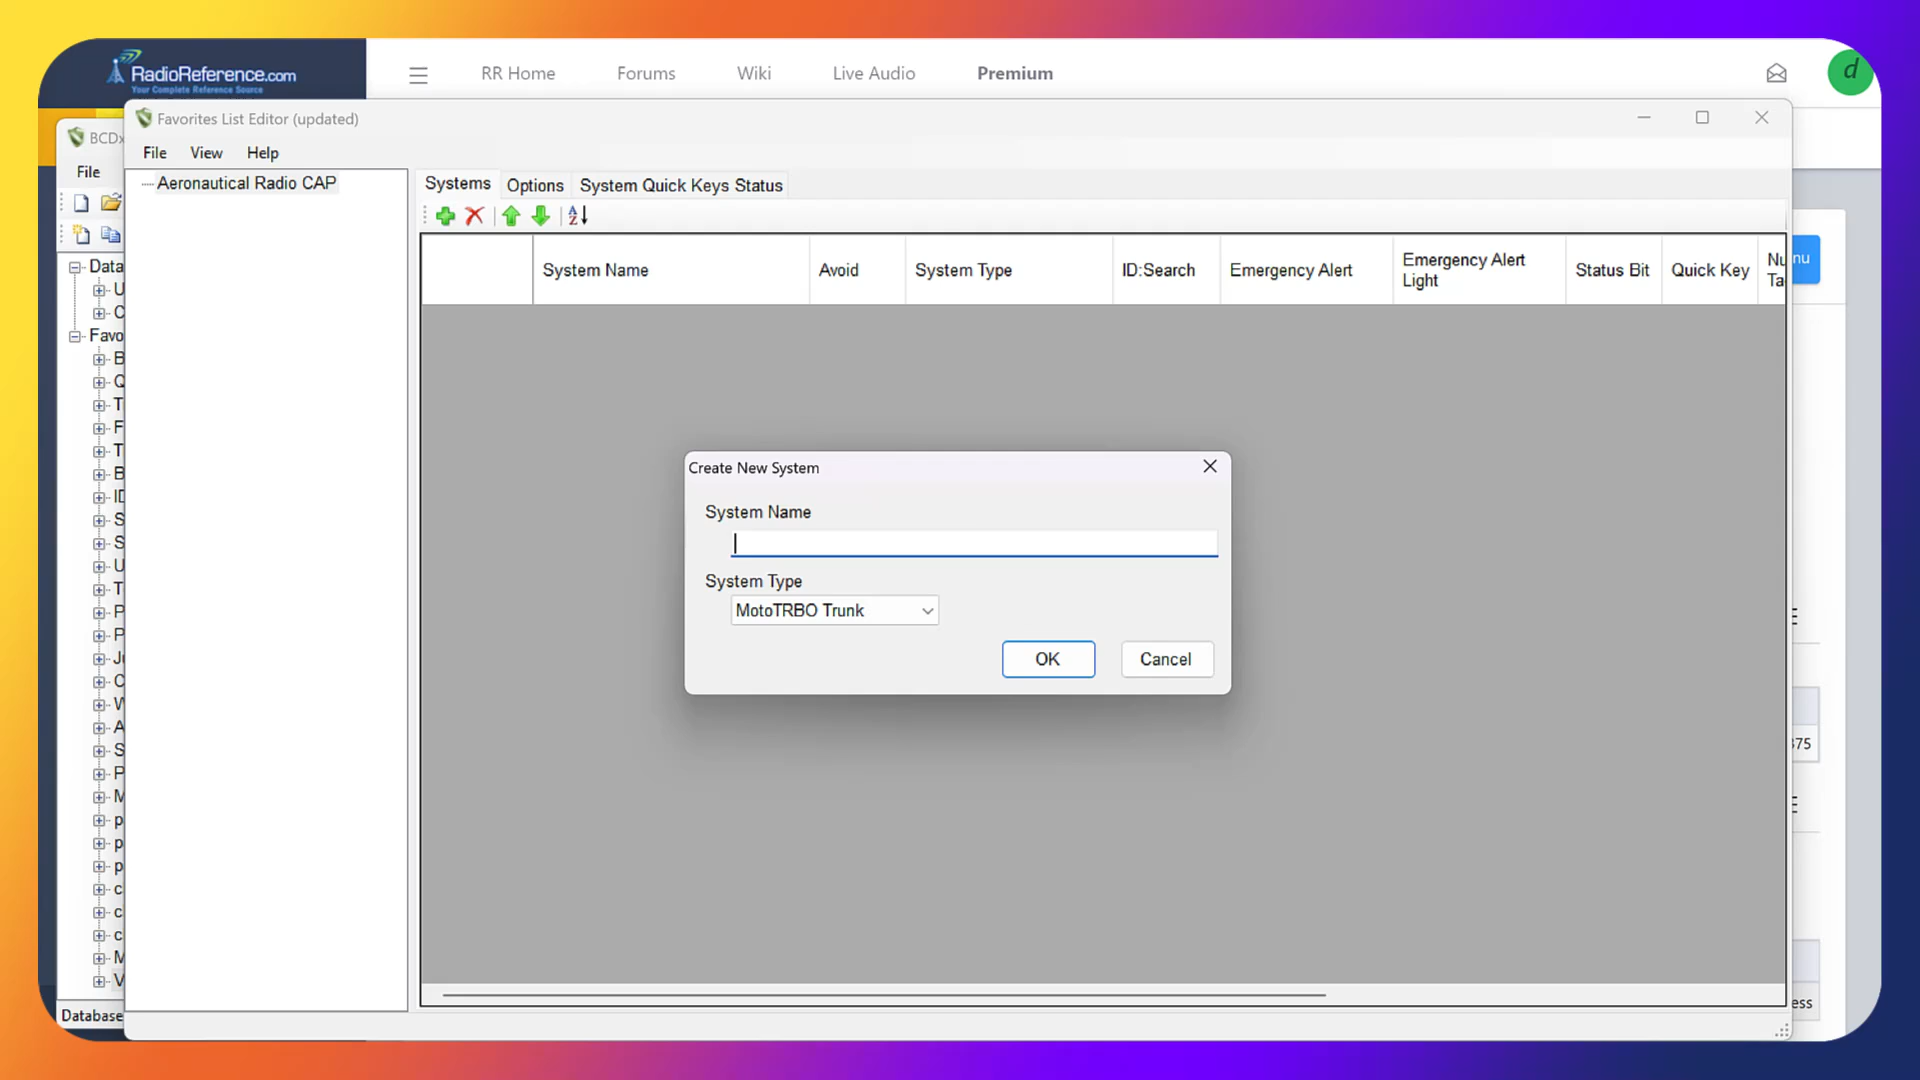 RadioReference.com
Your Complete Reference Source
RR Home
Forums
Wiki
Live Audio
Premium
d
Favorites List Editor (updated)
File
View
Help
File
Aeronautical Radio CAP
Systems
Options
System Quick Keys Status
System Name
Avoid
System Type
ID:Search
Emergency Alert
Emergency Alert
Light
Status Bit
Quick Key
Create New System
System Name
System Type
MotoTRBO Trunk
OK
Cancel
Database